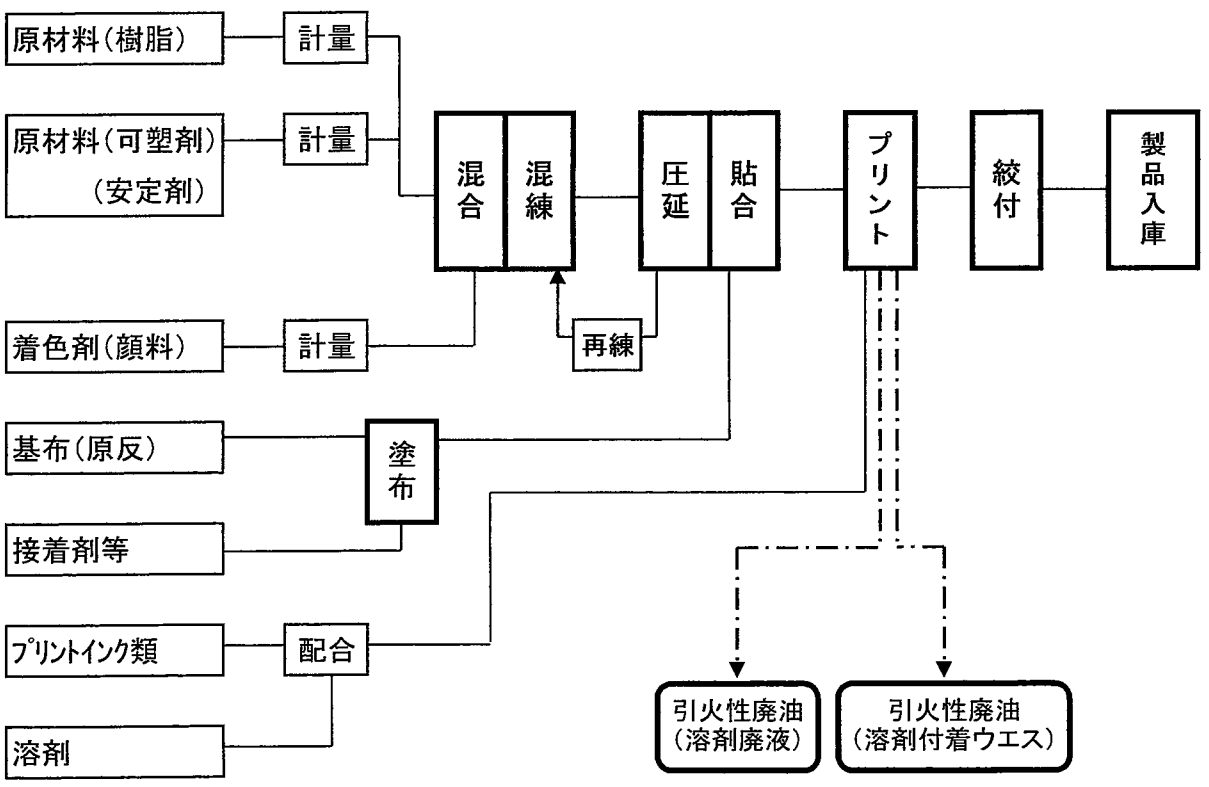 原材料(樹脂)
計量
原材料(可塑剤)
(安定剤)
計量
混合
混練
圧延
貼合
プリント
絞付
製品入庫
着色剤(顔料)
計量
再練
基布(原反)
塗布
接着剤等
プリントインク類
配合
溶剤
引火性廃油
(溶剤廃液)
引火性廃油
(溶剤付着ウエス)